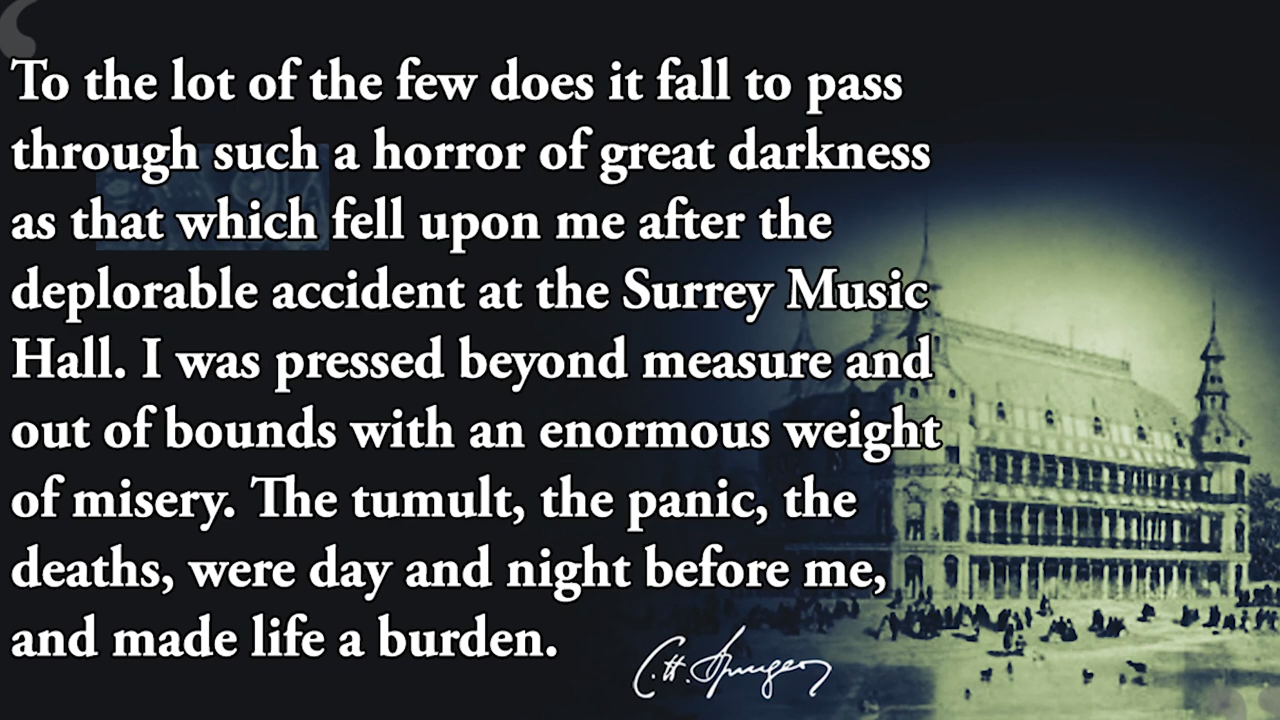 To the lot of the few does it fall to pass
through such a horror of great darkness
as that which fell upon me after the
deplorable accident at the Surrey Music
Hall. I was pressed beyond measure and
out of bounds with an enormous weight
of misery. The tumult, the panic, the
deaths, were day and night before me,
and made life a burden.
C. H. Spurgeon